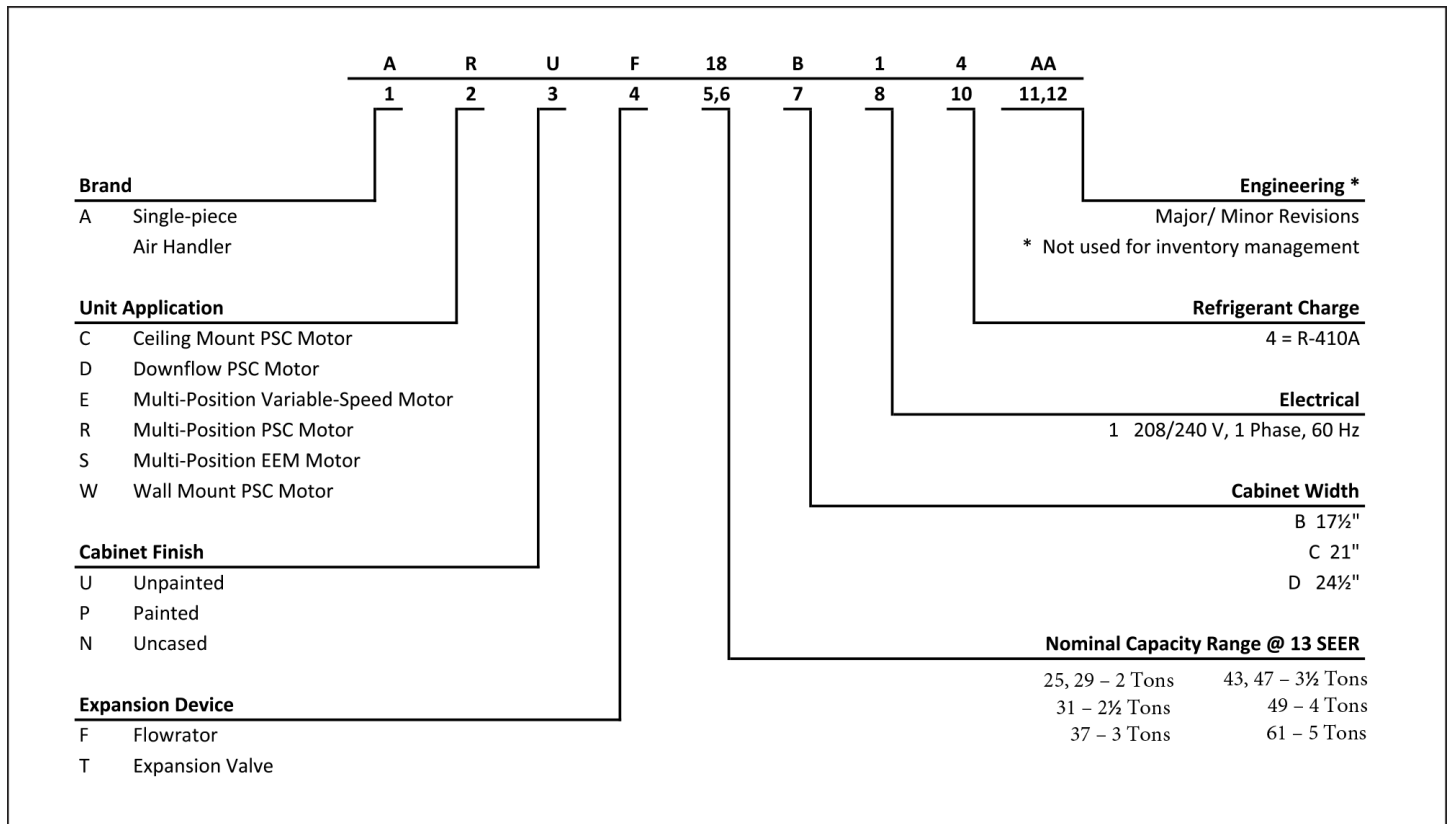 A R U F 18 B 1 4 AA
1 2 3 4 5,6 7 8 10 11,12
Brand
A Single-piece
Air Handler
Unit Application
C Ceiling Mount PSC Motor
D Downflow PSC Motor
E Multi-Position Variable-Speed Motor
R Multi-Position PSC Motor
S Multi-Position EEM Motor
W Wall Mount PSC Motor
Cabinet Finish
U Unpainted
P Painted
N Uncased
Expansion Device
F Flowrator
T Expansion Valve
Engineering *
Major/ Minor Revisions
* Not used for inventory management
Refrigerant Charge
4 = R-410A
Electrical
1 208/240 V, 1 Phase, 60 Hz
Cabinet Width
B 17½"
C 21"
D 24½"
Nominal Capacity Range @ 13 SEER
25, 29 – 2 Tons 43, 47 – 3½ Tons
31 – 2½ Tons 49 – 4 Tons
37 – 3 Tons 61 – 5 Tons